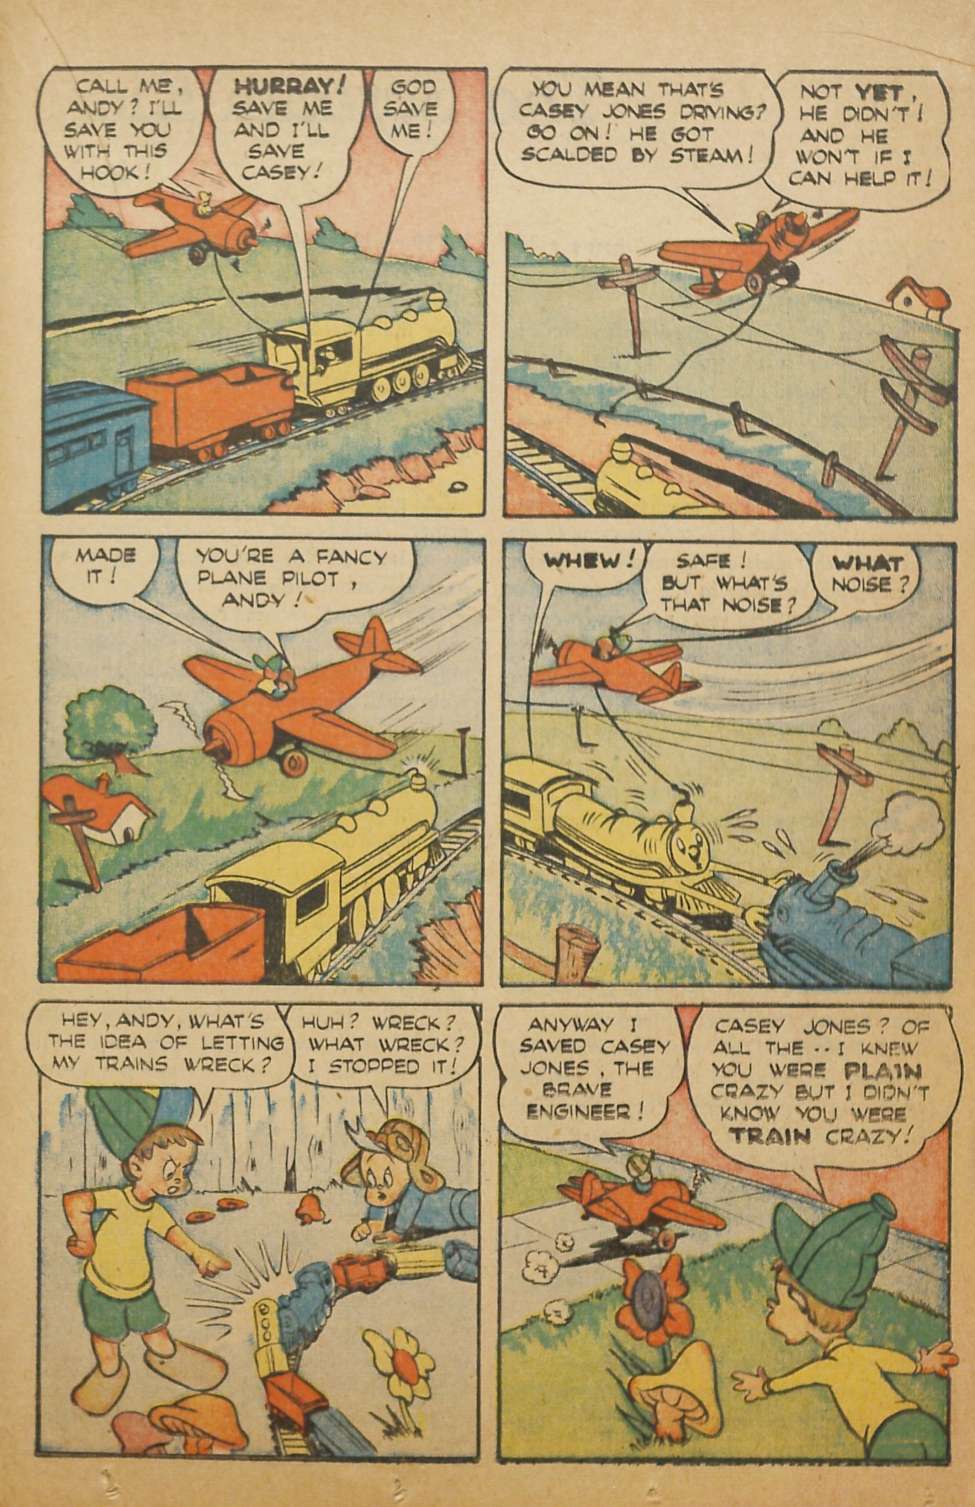 CALL ME,
ANDY? I'LL
SAVE YOU
WITH THIS
HOOK!
HURRAY!
SAVE ME
AND I'LL
SAVE
CASEY!
GOD
SAVE
ME!
YOU MEAN THAT'S
CASEY JONES DRIVING?
GO ON! HE GOT
SCALDED BY STEAM!
NOT YET,
HE DIDN'T!
AND HE
WON'T IF I
CAN HELP IT!
MADE
IT!
YOU'RE A FANCY
PLANE PILOT,
ANDY!
WHEW!
SAFE!
BUT WHAT'S
THAT NOISE?
WHAT
NOISE?
HEY, ANDY, WHAT'S
THE IDEA OF LETTING
MY TRAINS WRECK?
HUH? WRECK?
WHAT WRECK?
I STOPPED IT!
ANYWAY I
SAVED CASEY
JONES, THE
BRAVE
ENGINEER!
CASEY JONES? OF
ALL THE -- I KNEW
YOU WERE PLAIN
CRAZY BUT I DIDN'T
KNOW YOU WERE
TRAIN CRAZY!